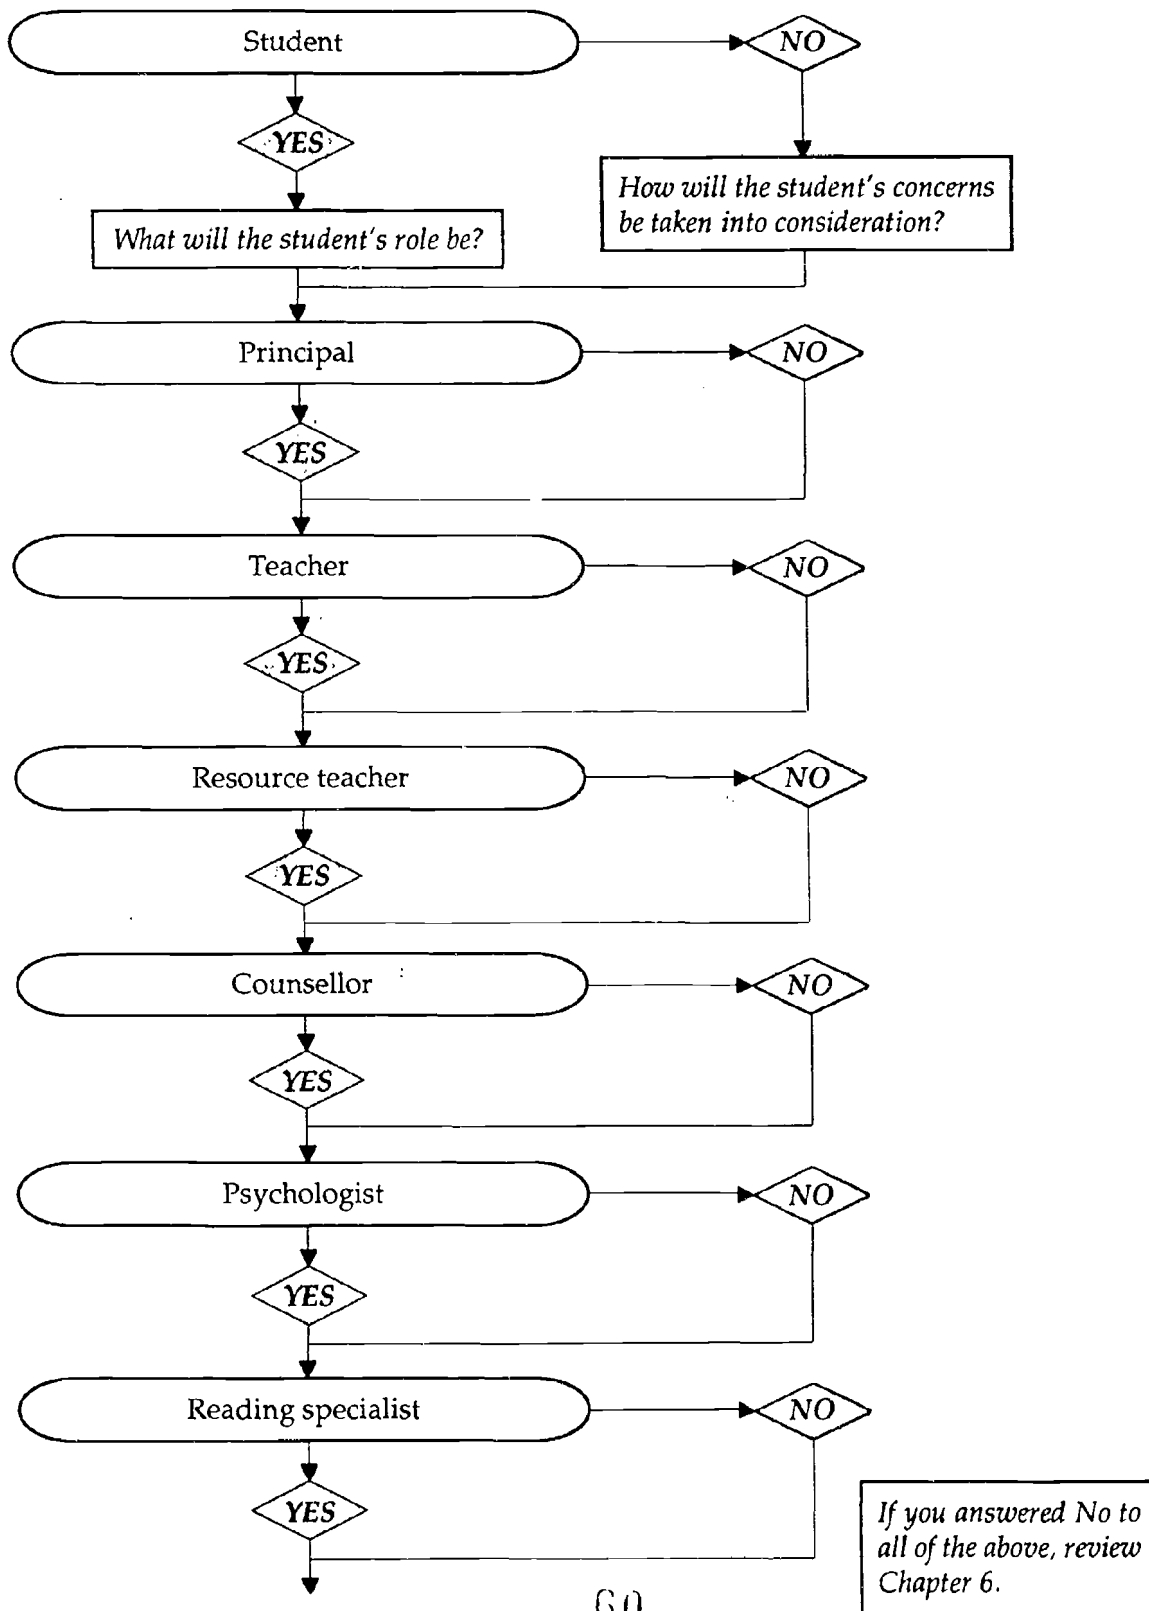 Student
NO
YES
How will the student's concerns
be taken into consideration?
What will the student's role be?
Principal
NO
YES
Teacher
NO
YES
Resource teacher
NO
YES
Counsellor
NO
YES
Psychologist
NO
YES
Reading specialist
NO
YES
If you answered No to
all of the above, review
Chapter 6.